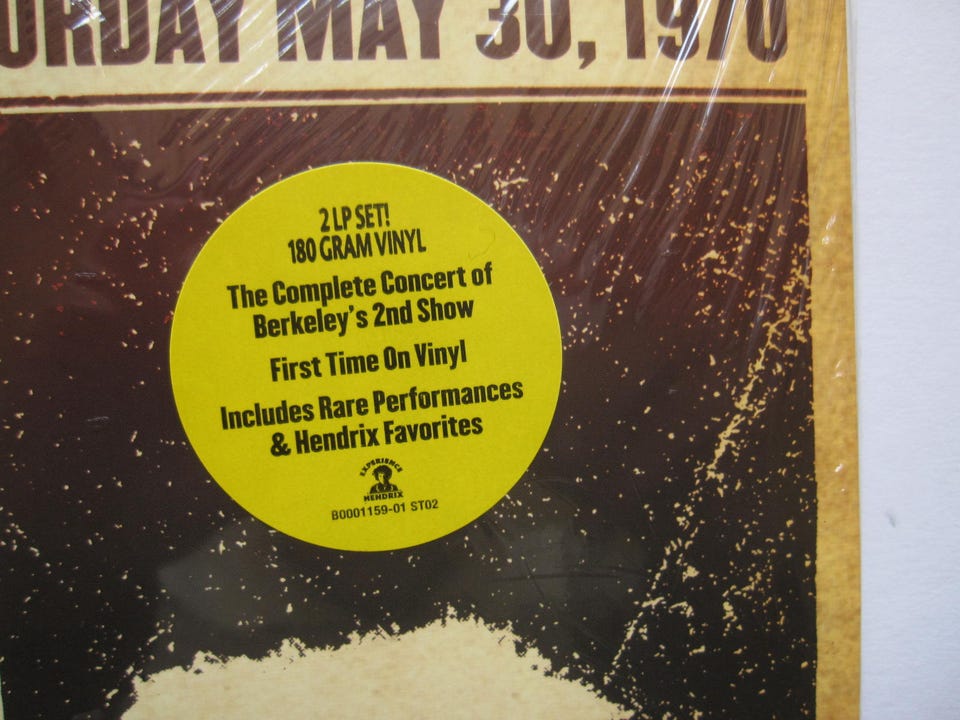 URDAY MAY 30, 1970
2 LP SET!
180 GRAM VINYL
The Complete Concert of
Berkeley's 2nd Show
First Time On Vinyl
Includes Rare Performances
& Hendrix Favorites
EXPERIENCE
HENDRIX
B0001159-01 ST02